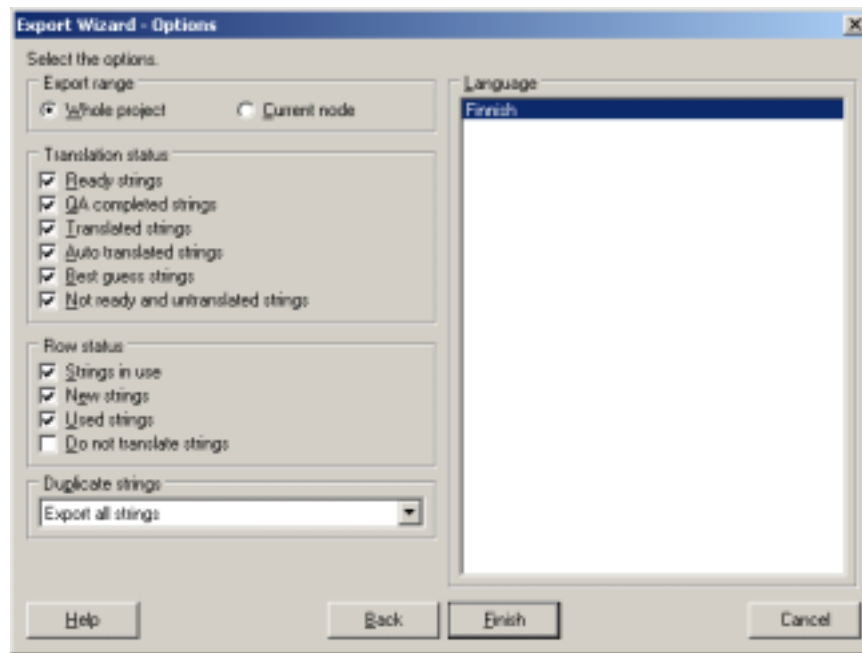 Export Wizard - Options
Select the options.
Export range
Whole project
Current node
Translation status
Ready strings
QA completed strings
Translated strings
Auto translated strings
Best guess strings
Not ready and untranslated strings
Row status
Strings in use
New strings
Used strings
Do not translate strings
Duplicate strings
Export all strings
Language
Finnish
Help
Back
Finish
Cancel